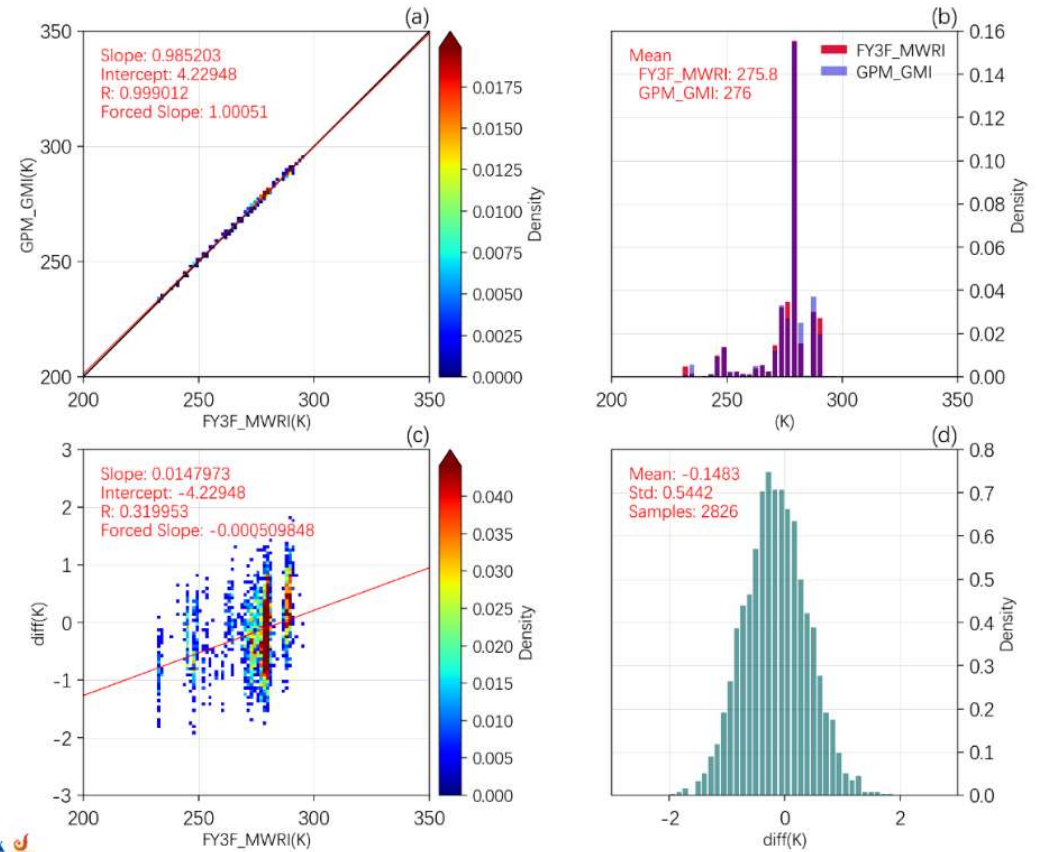 (a)
350
300
250
200
GPM_GMI(K)
Slope: 0.985203
Intercept: 4.22948
R: 0.999012
Forced Slope: 1.00051
200 250 300 350
FY3F_MWRI(K)
0.0175
0.0150
0.0125
0.0100
0.0075
0.0050
0.0025
0.0000
Density
(b)
Mean
FY3F_MWRI: 275.8
GPM_GMI: 276
FY3F_MWRI
GPM_GMI
0.16
0.14
0.12
0.10
0.08
0.06
0.04
0.02
0.00
Density
200 250 300 350
(K)
(c)
3
2
1
0
-1
-2
-3
diff(K)
Slope: 0.0147973
Intercept: -4.22948
R: 0.319953
Forced Slope: -0.000509848
200 250 300 350
FY3F_MWRI(K)
0.040
0.035
0.030
0.025
0.020
0.015
0.010
0.005
0.000
Density
(d)
Mean: -0.1483
Std: 0.5442
Samples: 2826
0.8
0.7
0.6
0.5
0.4
0.3
0.2
0.1
0.0
Density
-2 0 2
diff(K)